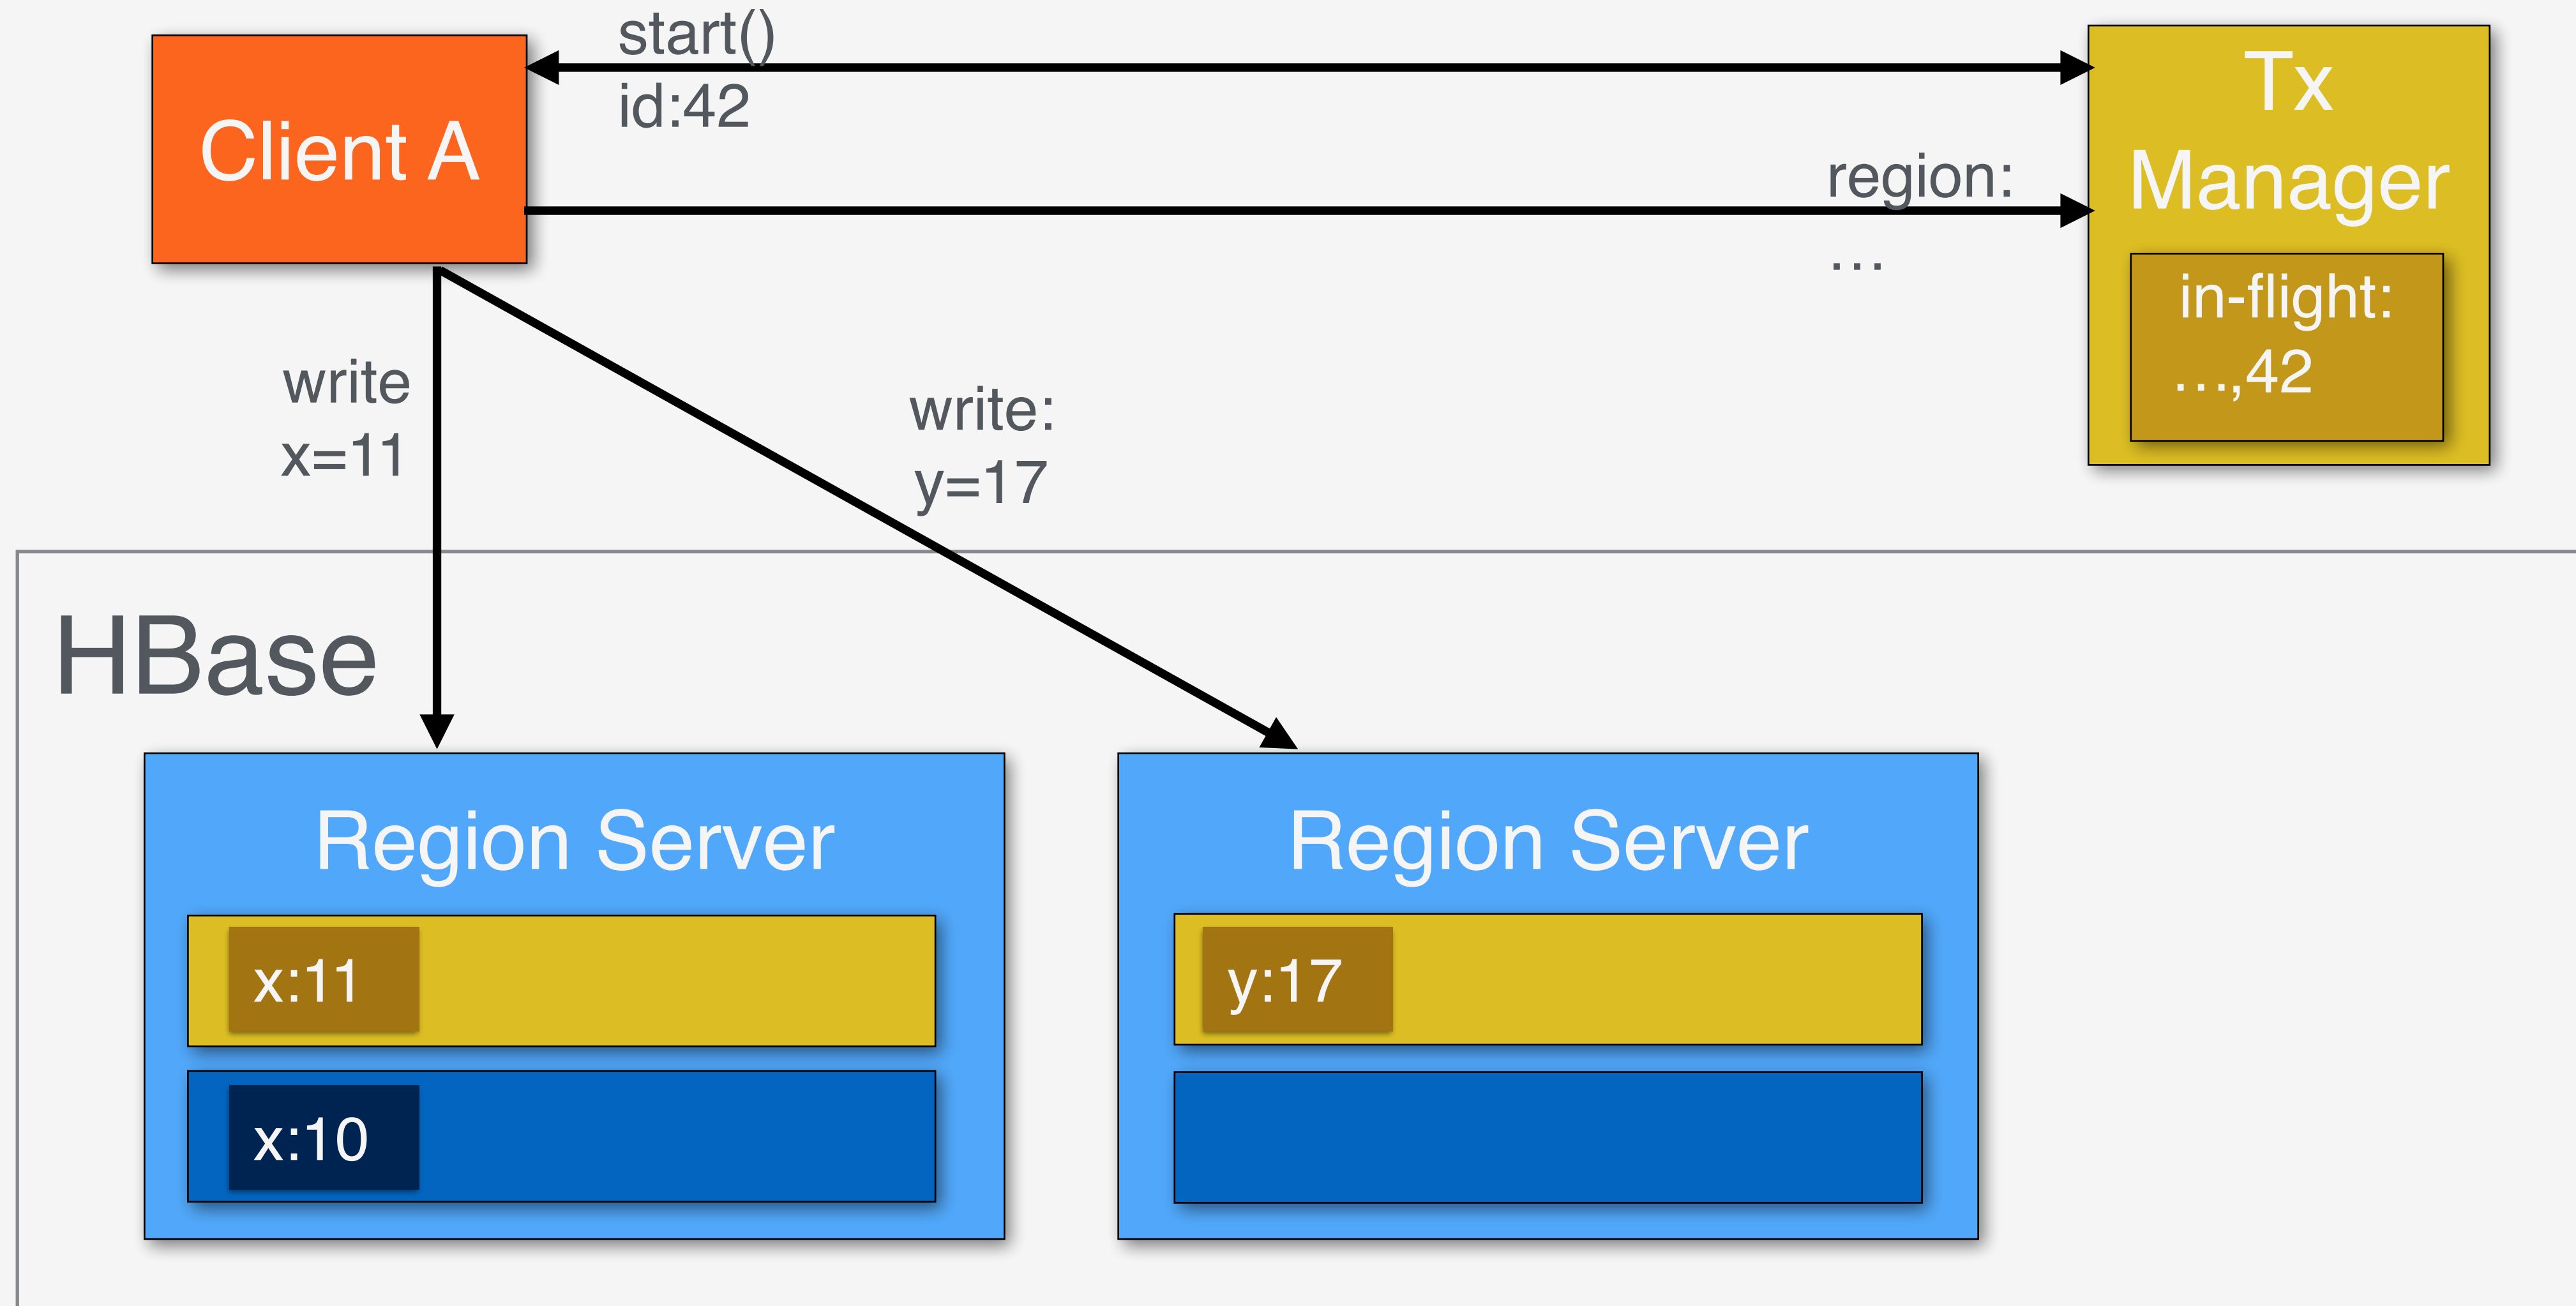 start()
id:42
Client A
Tx
Manager
region:
…
in-flight:
…,42
write
x=11
write:
y=17
HBase
Region Server
x:11
x:10
Region Server
y:17